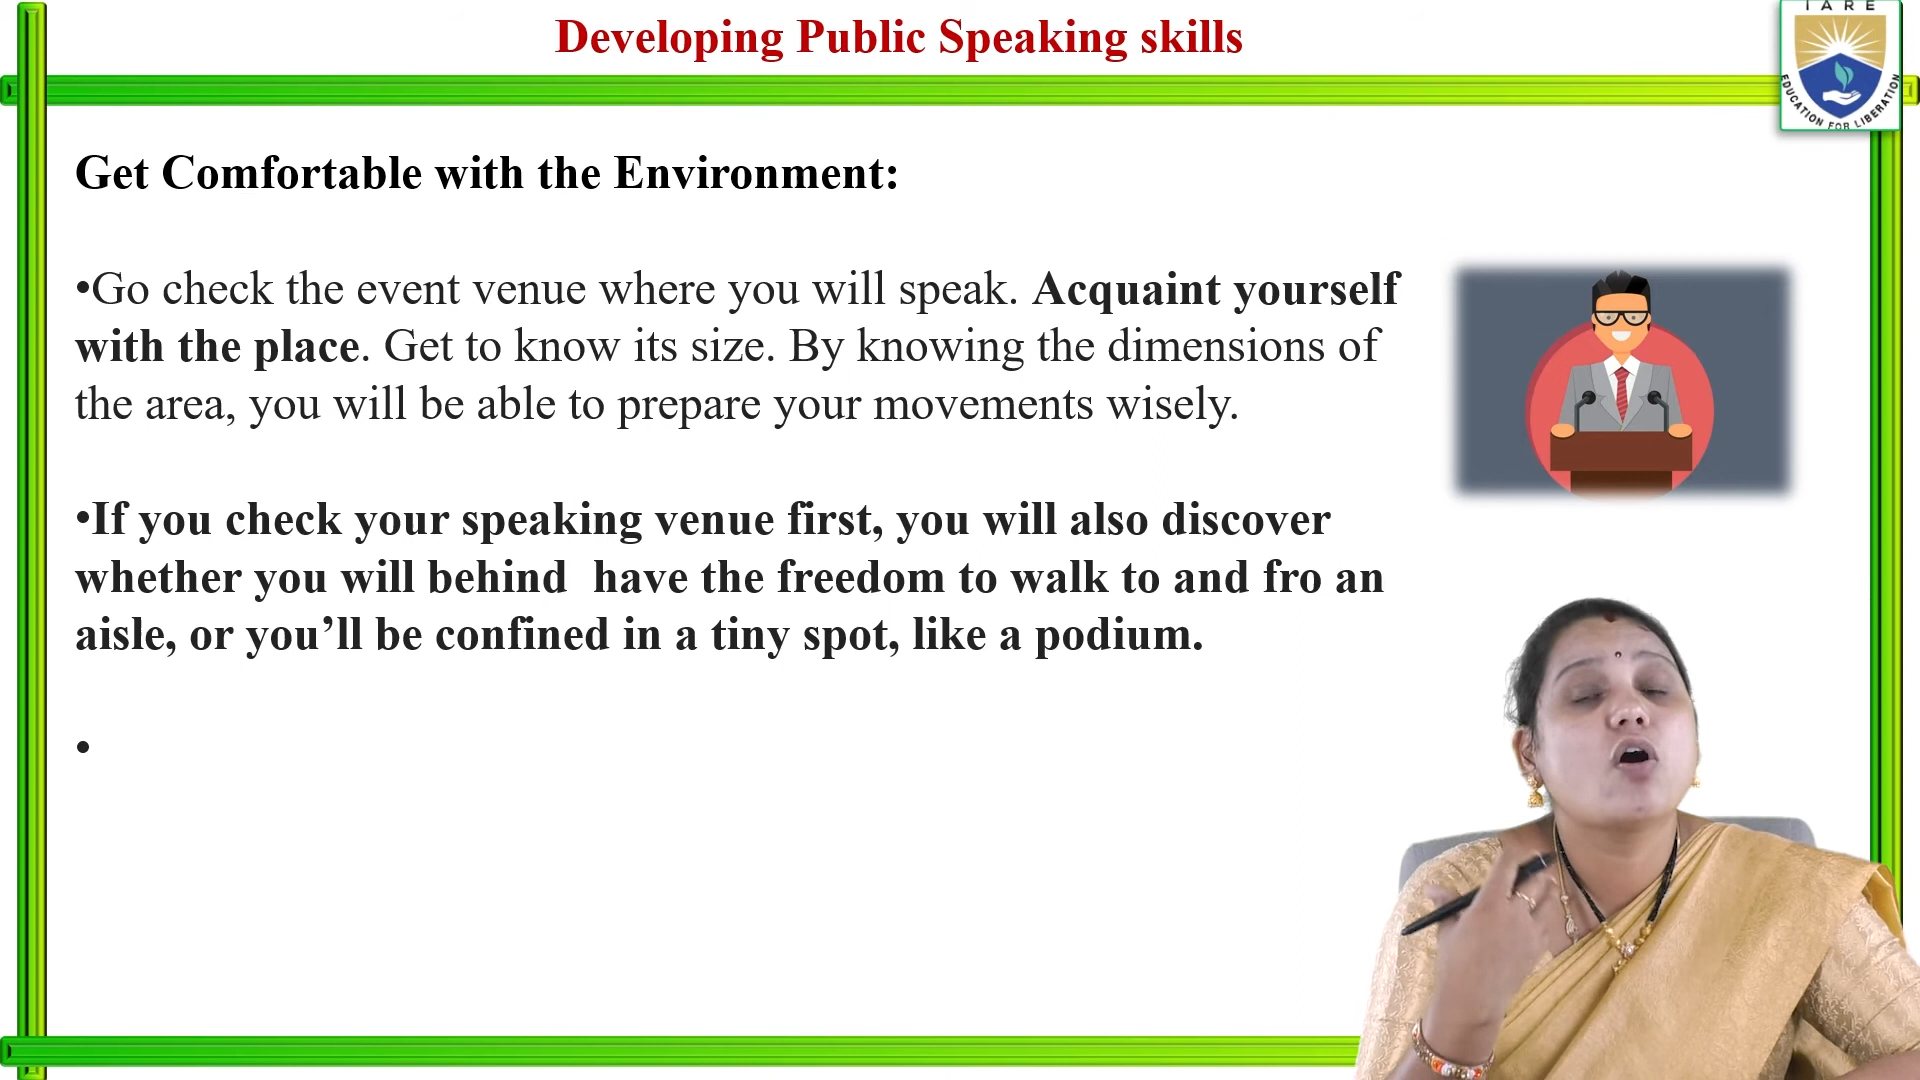 Developing Public Speaking skills
IARE
EDUCATION FOR LIBERATION
Get Comfortable with the Environment:
•Go check the event venue where you will speak. Acquaint yourself
with the place. Get to know its size. By knowing the dimensions of
the area, you will be able to prepare your movements wisely.
•If you check your speaking venue first, you will also discover
whether you will behind  have the freedom to walk to and fro an
aisle, or you’ll be confined in a tiny spot, like a podium.
•